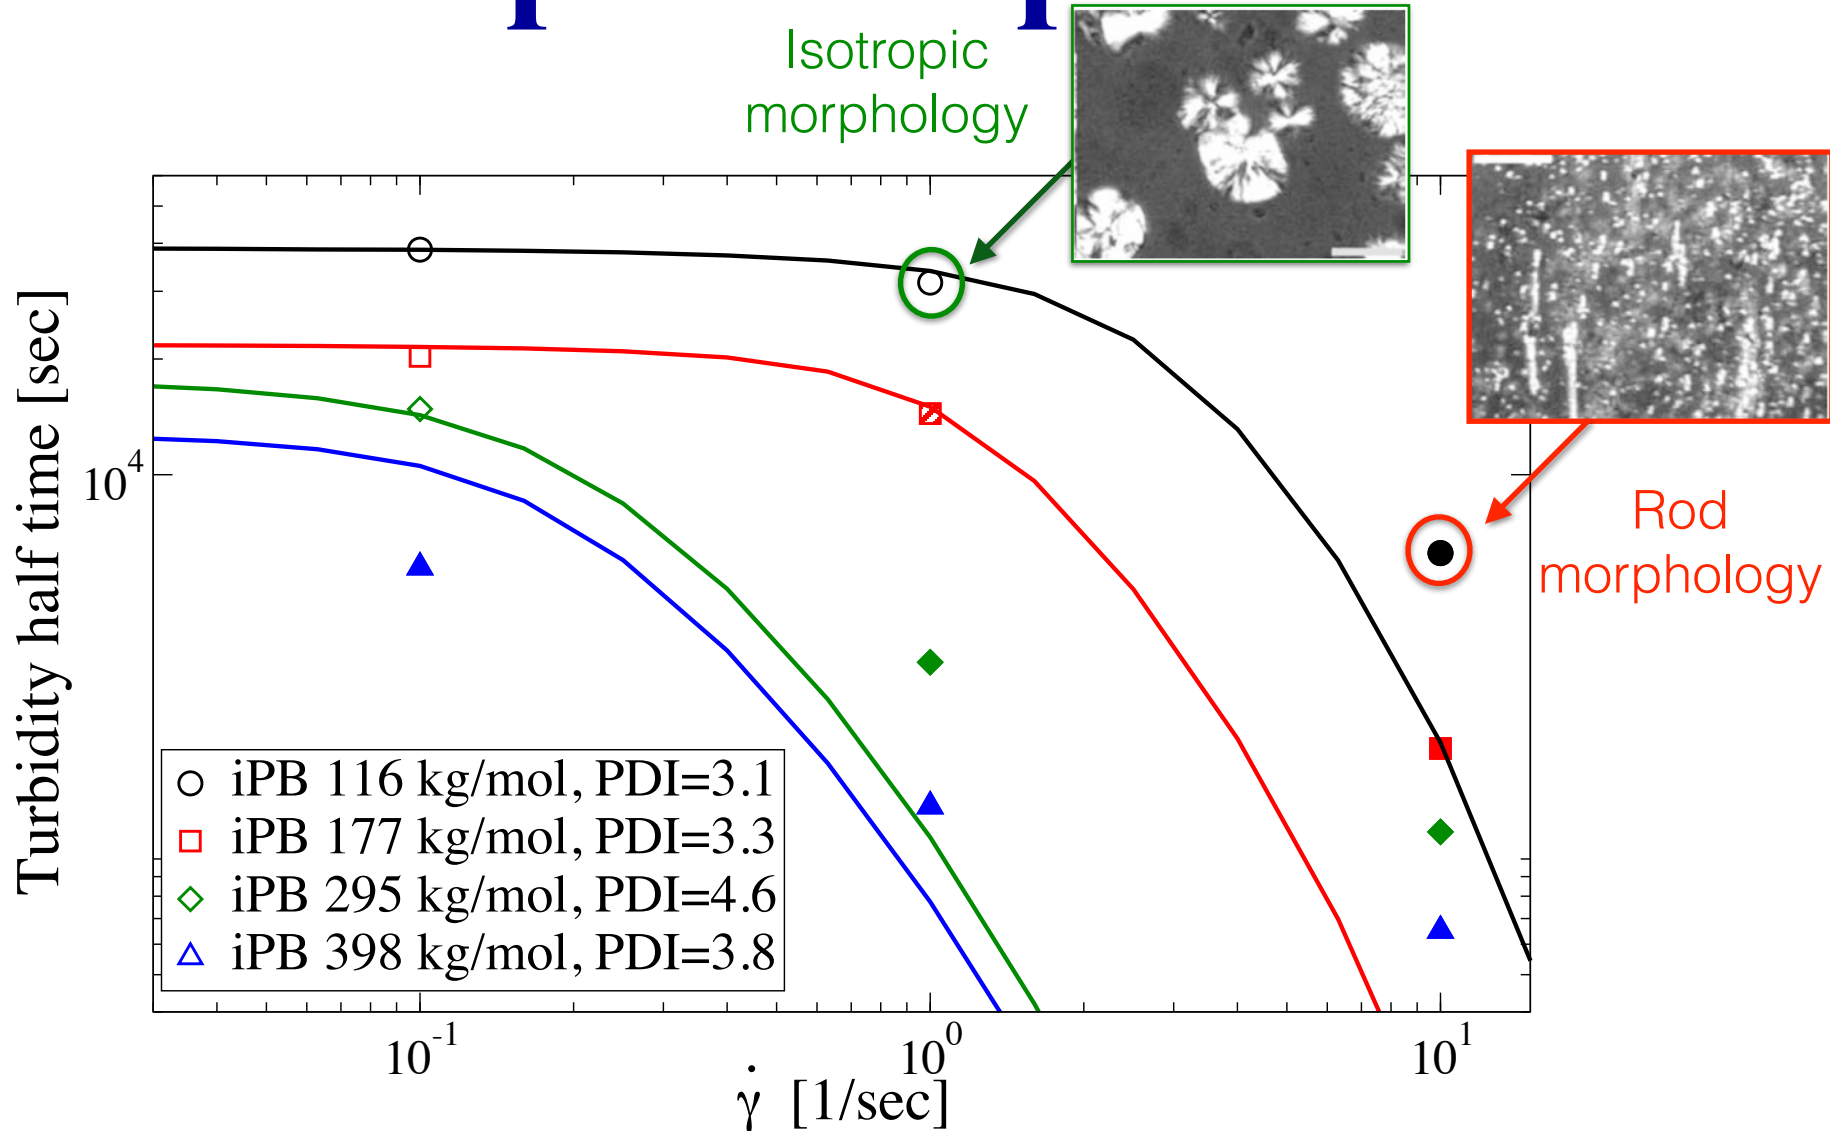 Isotropic
morphology
Turbidity half time [sec]
10^4
Rod
morphology
iPB 116 kg/mol, PDI=3.1
iPB 177 kg/mol, PDI=3.3
iPB 295 kg/mol, PDI=4.6
iPB 398 kg/mol, PDI=3.8
10^-1
10^0
10^1
γ̇ [1/sec]